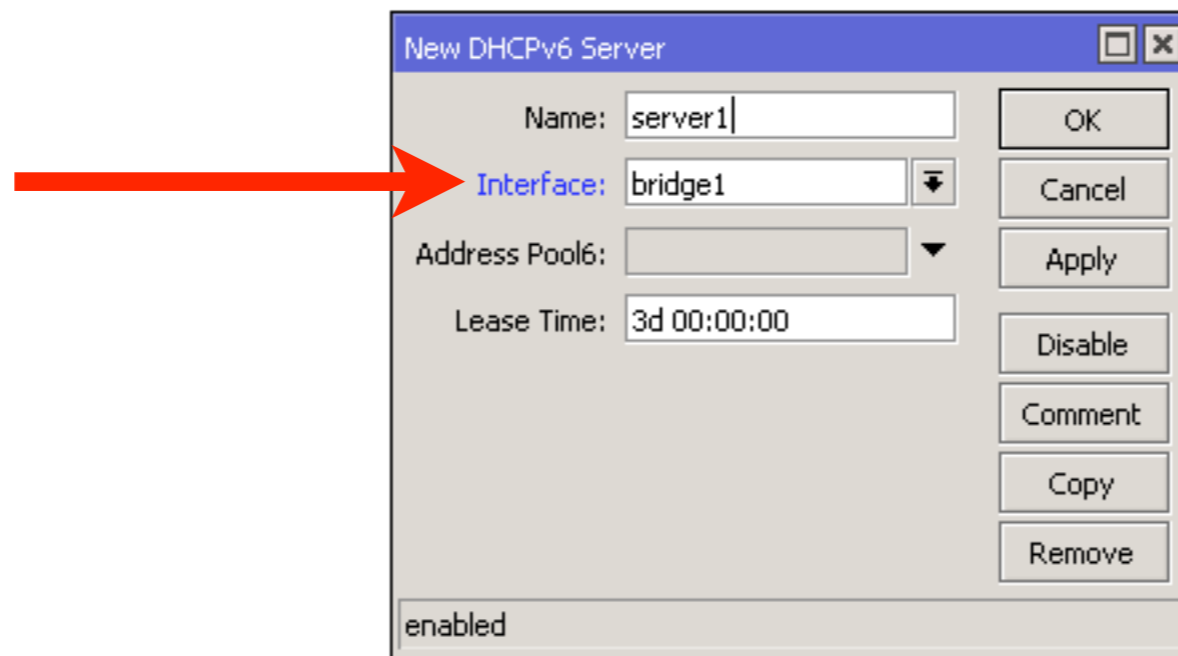 New DHCPv6 Server
Name: server1
OK
Interface: bridge1
Cancel
Address Pool6:
Apply
Lease Time: 3d 00:00:00
Disable
Comment
Copy
Remove
enabled